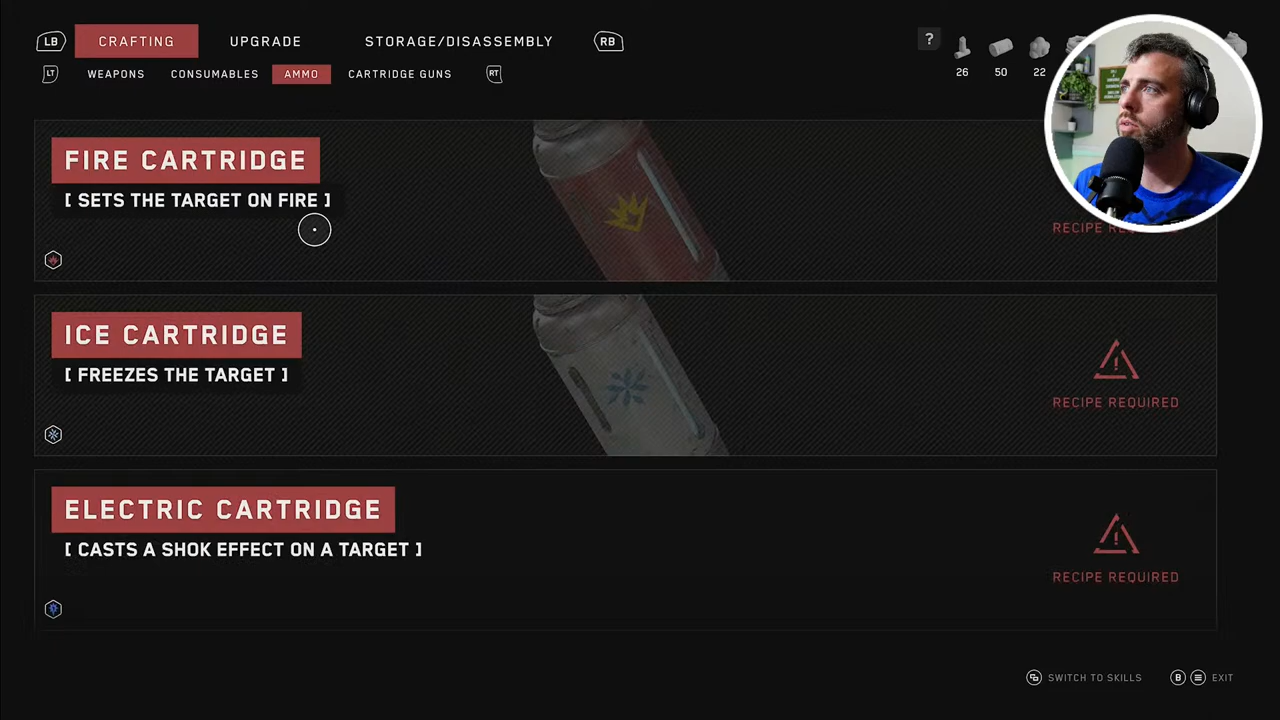 LB CRAFTING UPGRADE STORAGE/DISASSEMBLY RB ?
LT WEAPONS CONSUMABLES AMMO CARTRIDGE GUNS RT 26 50 22
FIRE CARTRIDGE
[ SETS THE TARGET ON FIRE ]
RECIPE REQUIRED
ICE CARTRIDGE
[ FREEZES THE TARGET ]
RECIPE REQUIRED
ELECTRIC CARTRIDGE
[ CASTS A SHOK EFFECT ON A TARGET ]
RECIPE REQUIRED
SWITCH TO SKILLS B EXIT